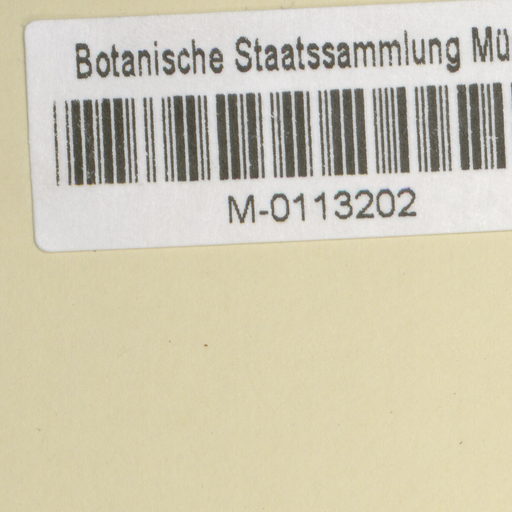 Botanische Staatssammlung Mü
M-0113202